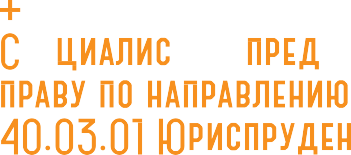 +
С циалис пред
праву по направлению
40.03.01 Юриспруден